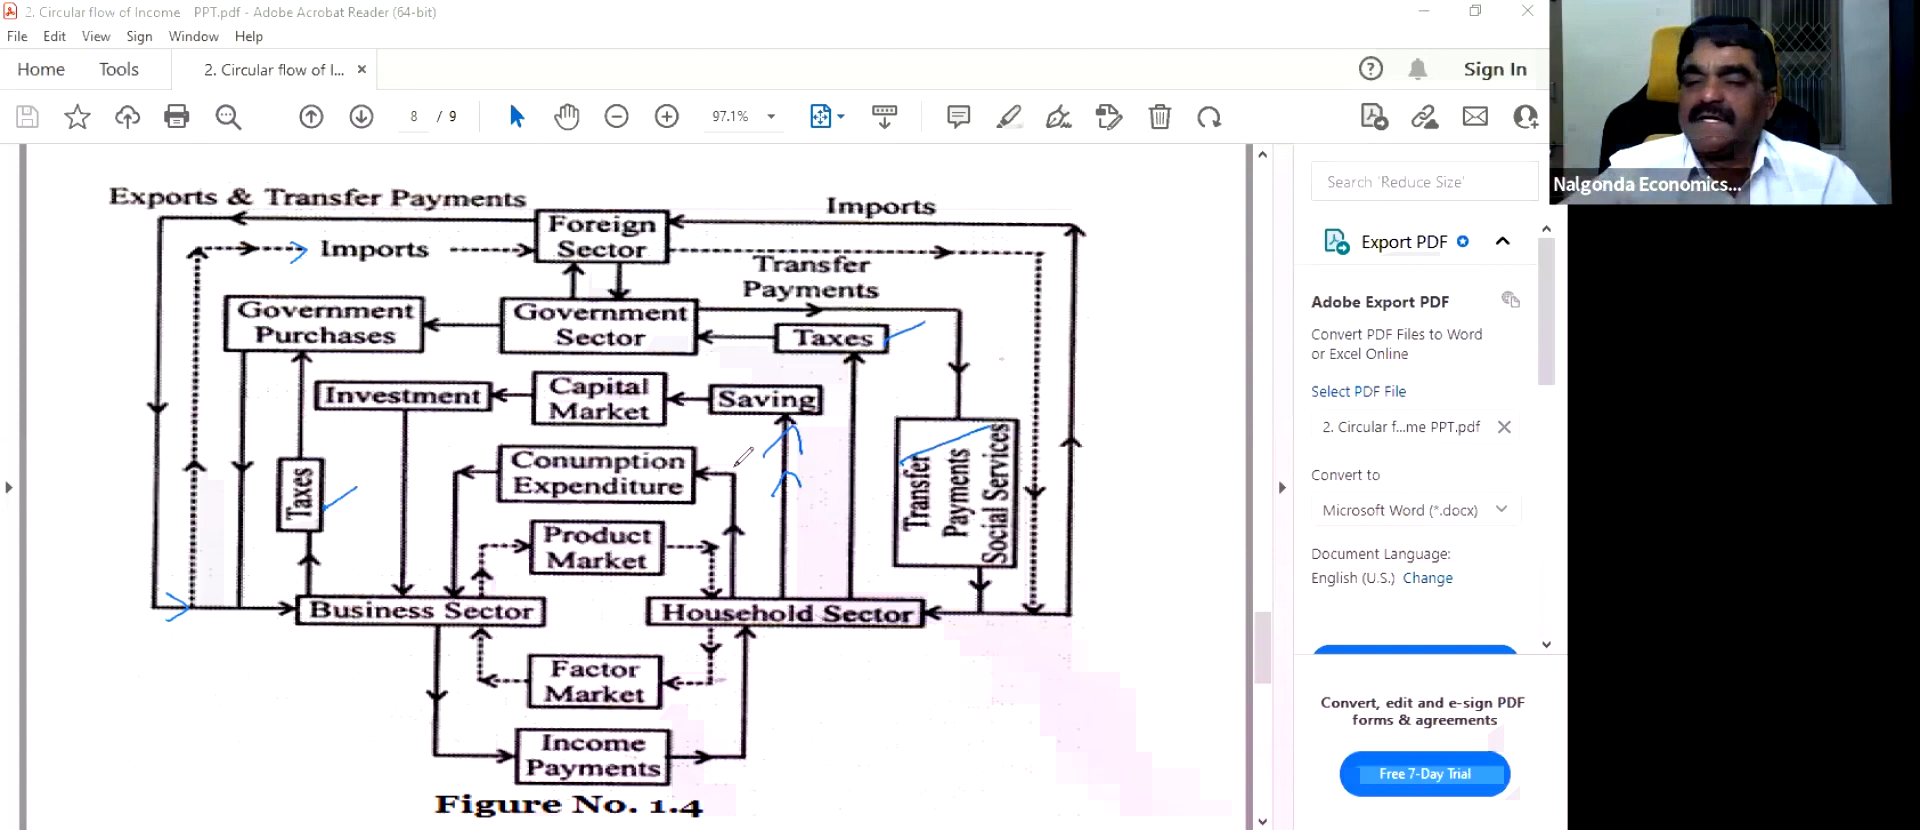 2. Circular flow of Income PPT.pdf - Adobe Acrobat Reader (64-bit)
File Edit View Sign Window Help
Home Tools 2. Circular flow of I... ×
Sign In
8 / 9 97.1%
Nalgonda Economics...
Exports & Transfer Payments
Imports
Foreign
Sector
Imports
Transfer
Payments
Government
Purchases
Government
Sector
Taxes
Investment
Capital
Market
Saving
Conumption
Expenditure
Taxes
Transfer
Payments
Social Services
Product
Market
Business Sector
Household Sector
Factor
Market
Income
Payments
Figure No. 1.4
Search 'Reduce Size'
Export PDF
Adobe Export PDF
Convert PDF Files to Word
or Excel Online
Select PDF File
2. Circular f...me PPT.pdf
Convert to
Microsoft Word (*.docx)
Document Language:
English (U.S.) Change
Convert, edit and e-sign PDF
forms & agreements
Free 7-Day Trial